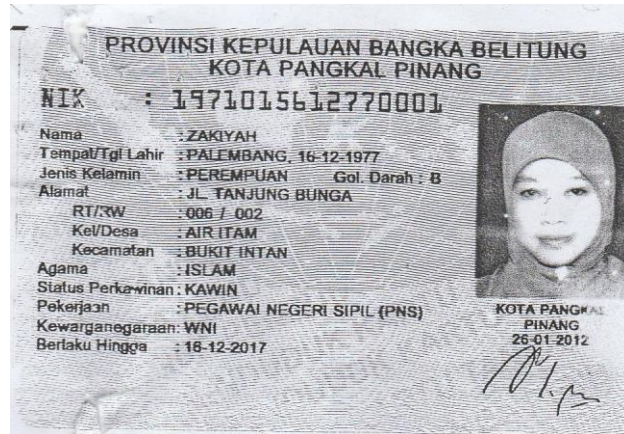 PROVINSI KEPULAUAN BANGKA BELITUNG
KOTA PANGKAL PINANG
NIK : 1971015612770001
Nama : ZAKIYAH
Tempat/Tgl Lahir : PALEMBANG, 16-12-1977
Jenis Kelamin : PEREMPUAN Gol. Darah : B
Alamat : JL. TANJUNG BUNGA
RT/RW : 006 / 002
Kel/Desa : AIR ITAM
Kecamatan : BUKIT INTAN
Agama : ISLAM
Status Perkawinan : KAWIN
Pekerjaan : PEGAWAI NEGERI SIPIL (PNS)
Kewarganegaraan : WNI
Berlaku Hingga : 16-12-2017
KOTA PANGKAL
PINANG
26-01-2012